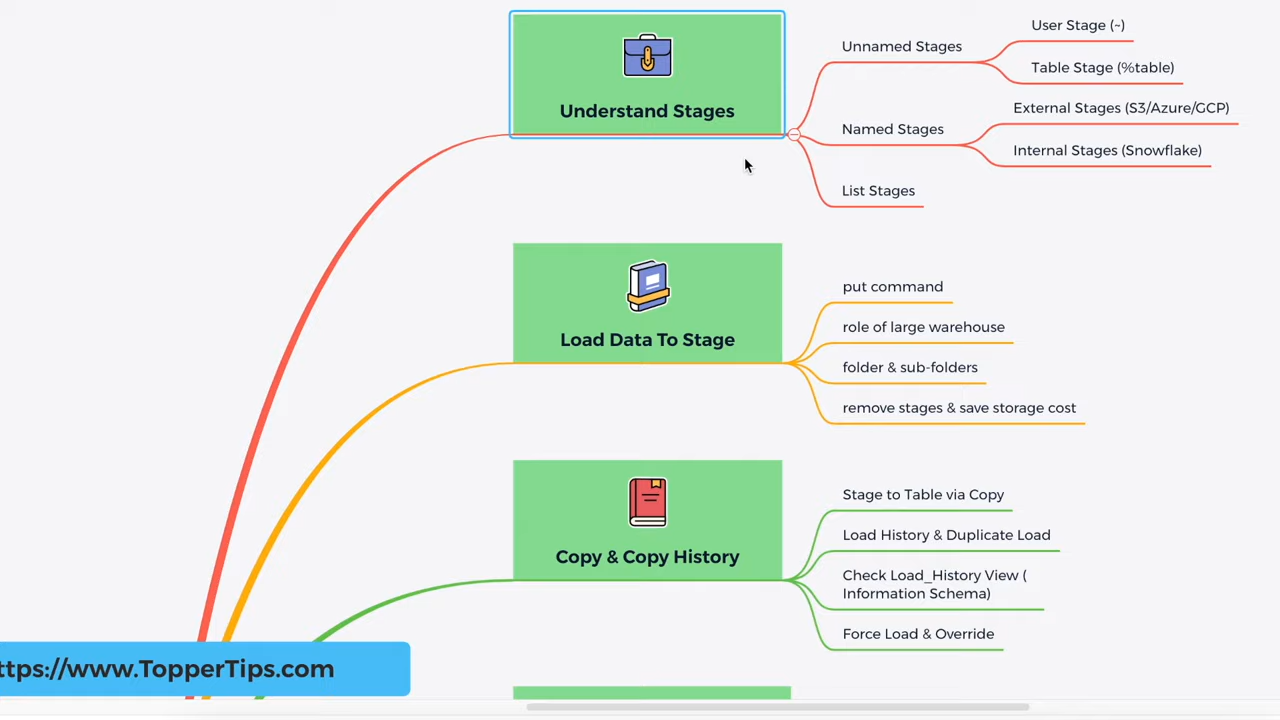 Understand Stages
Unnamed Stages
User Stage (~)
Table Stage (%table)
Named Stages
External Stages (S3/Azure/GCP)
Internal Stages (Snowflake)
List Stages
Load Data To Stage
put command
role of large warehouse
folder & sub-folders
remove stages & save storage cost
Copy & Copy History
Stage to Table via Copy
Load History & Duplicate Load
Check Load_History View (
Information Schema)
Force Load & Override
ttps://www.TopperTips.com